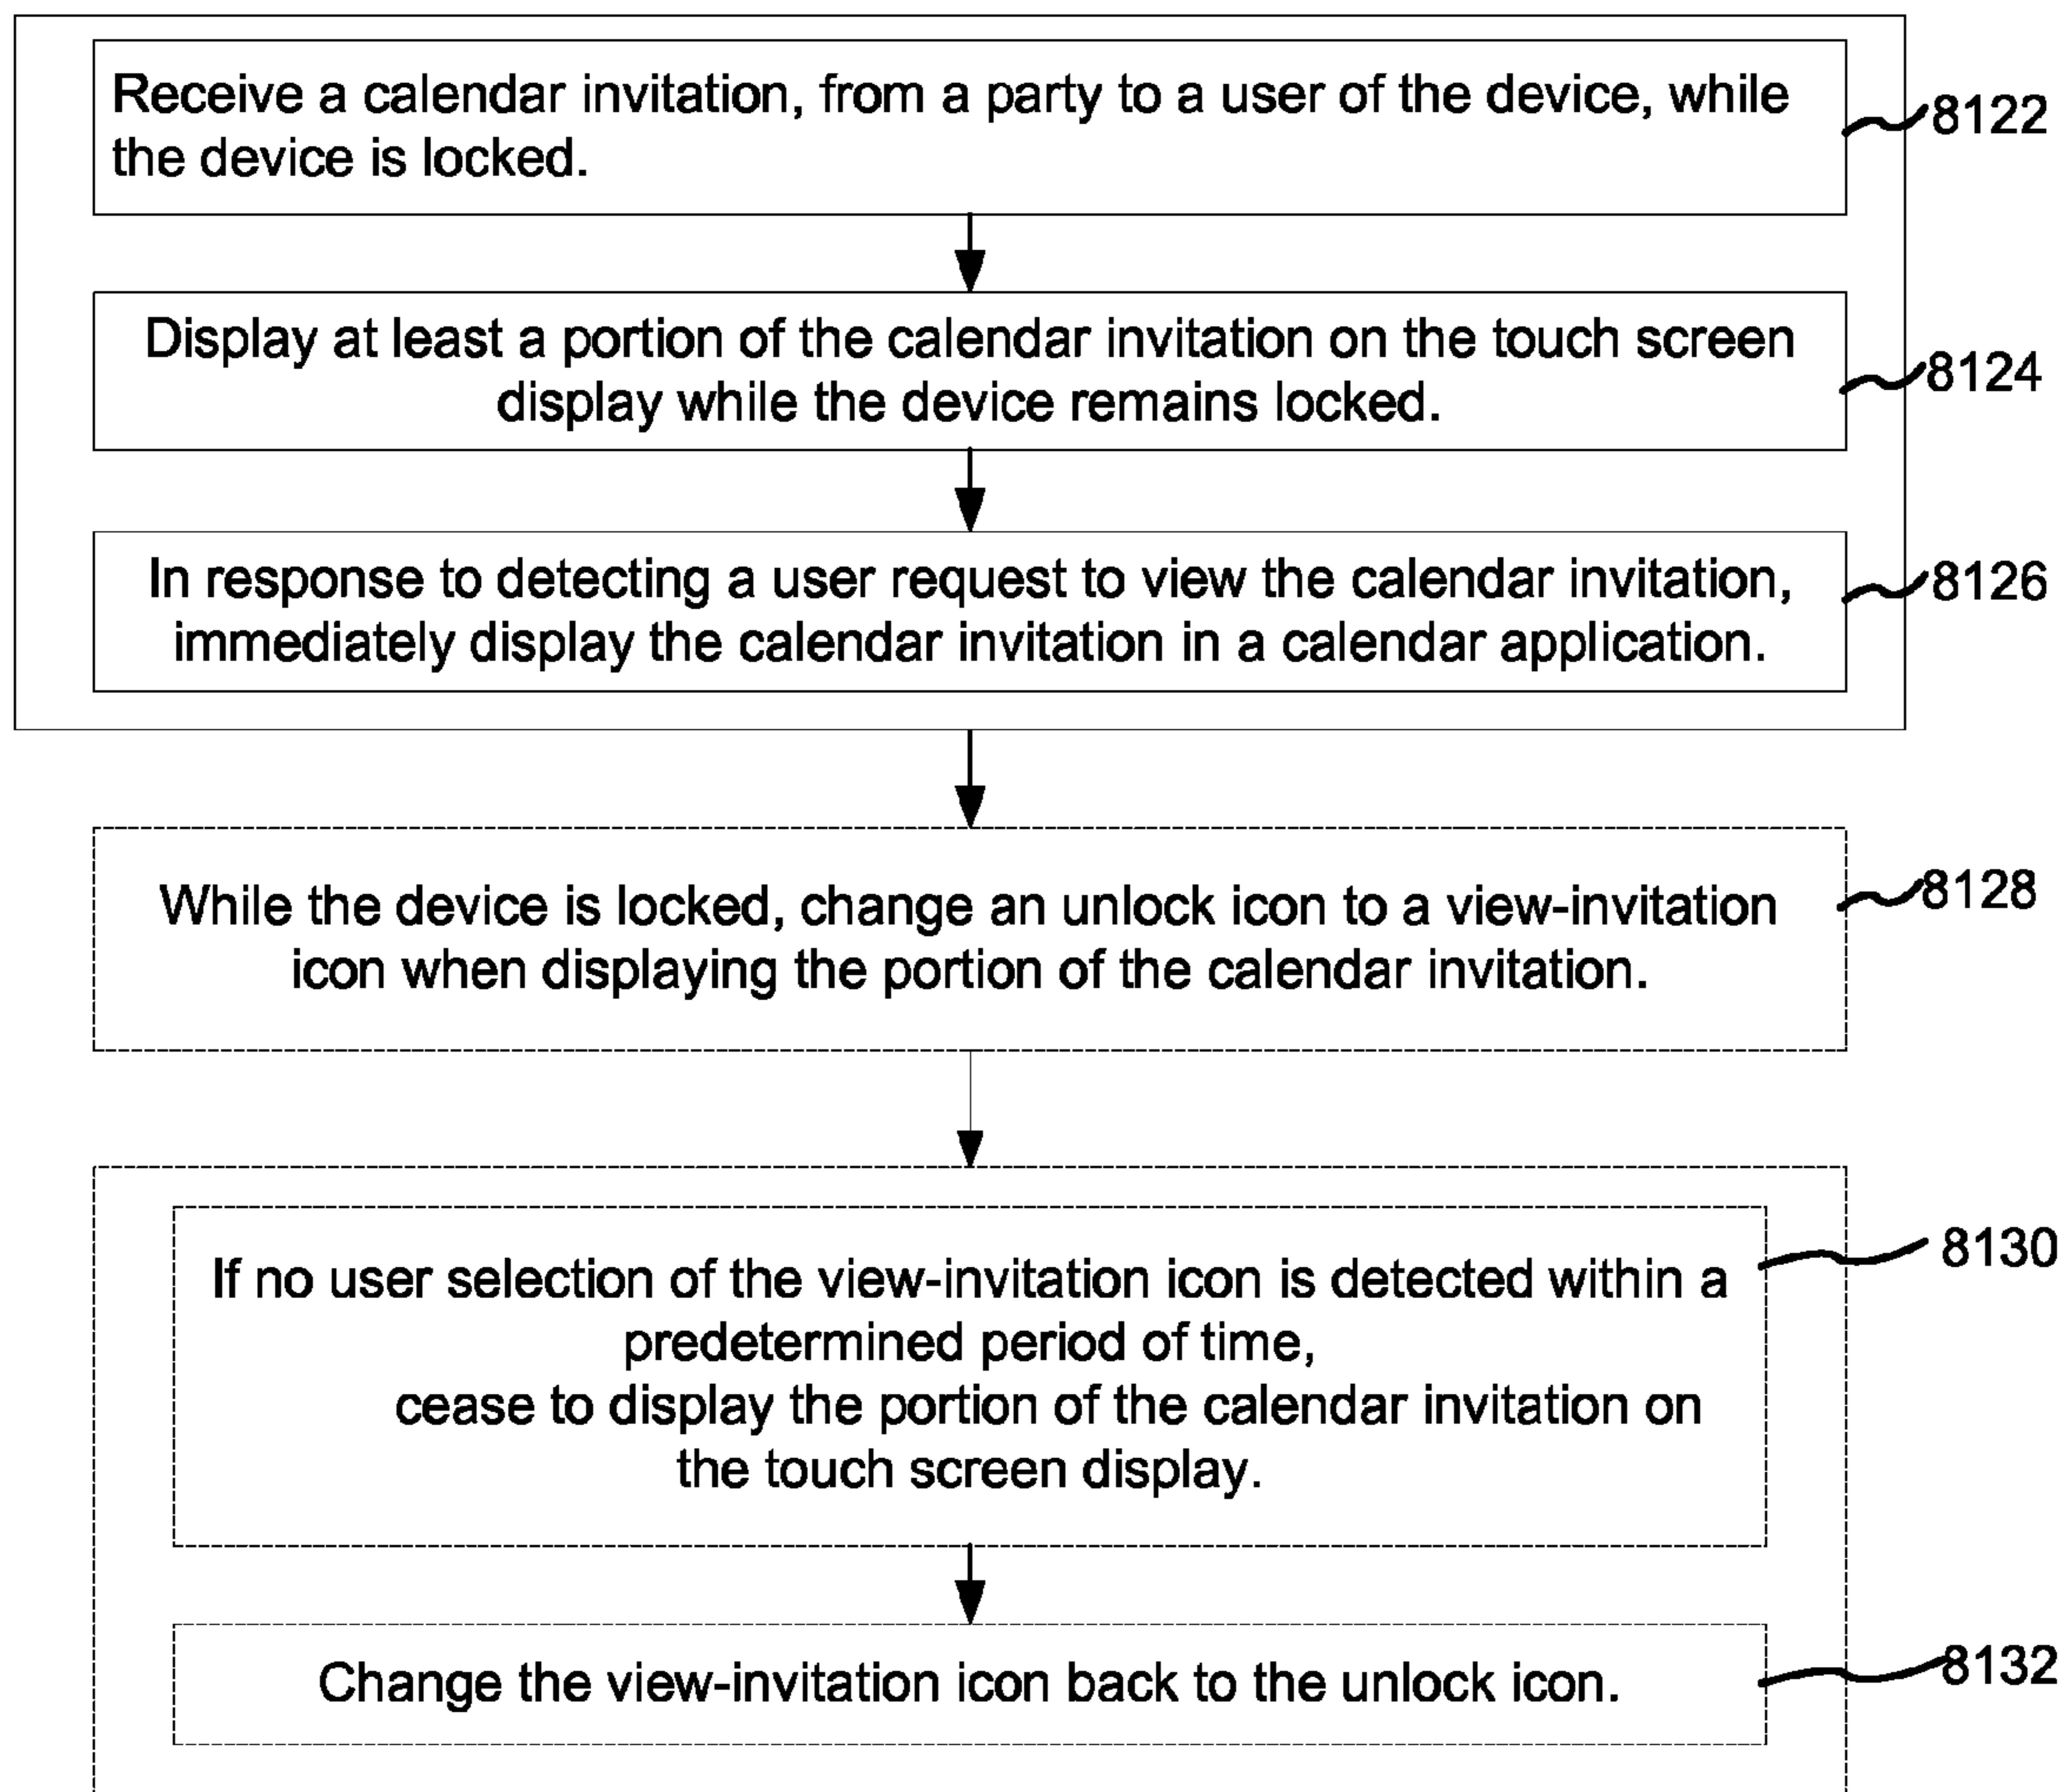 Receive a calendar invitation, from a party to a user of the device, while
the device is locked.
8122
Display at least a portion of the calendar invitation on the touch screen
display while the device remains locked.
8124
In response to detecting a user request to view the calendar invitation,
immediately display the calendar invitation in a calendar application.
8126
While the device is locked, change an unlock icon to a view-invitation
icon when displaying the portion of the calendar invitation.
8128
If no user selection of the view-invitation icon is detected within a
predetermined period of time,
cease to display the portion of the calendar invitation on
the touch screen display.
8130
Change the view-invitation icon back to the unlock icon.
8132